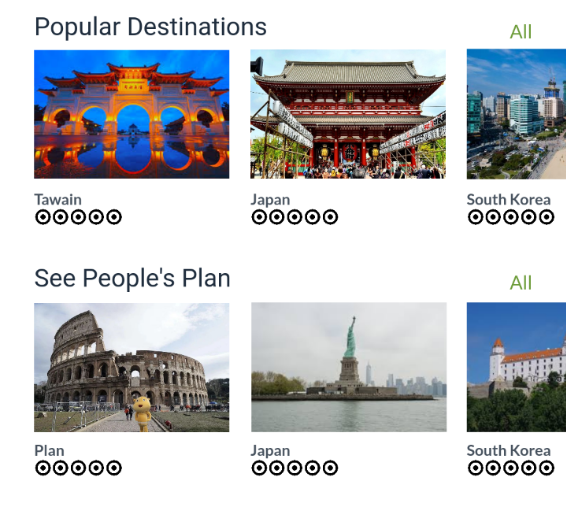 Popular Destinations
All
Tawain
Japan
South Korea
See People's Plan
All
Plan
Japan
South Korea